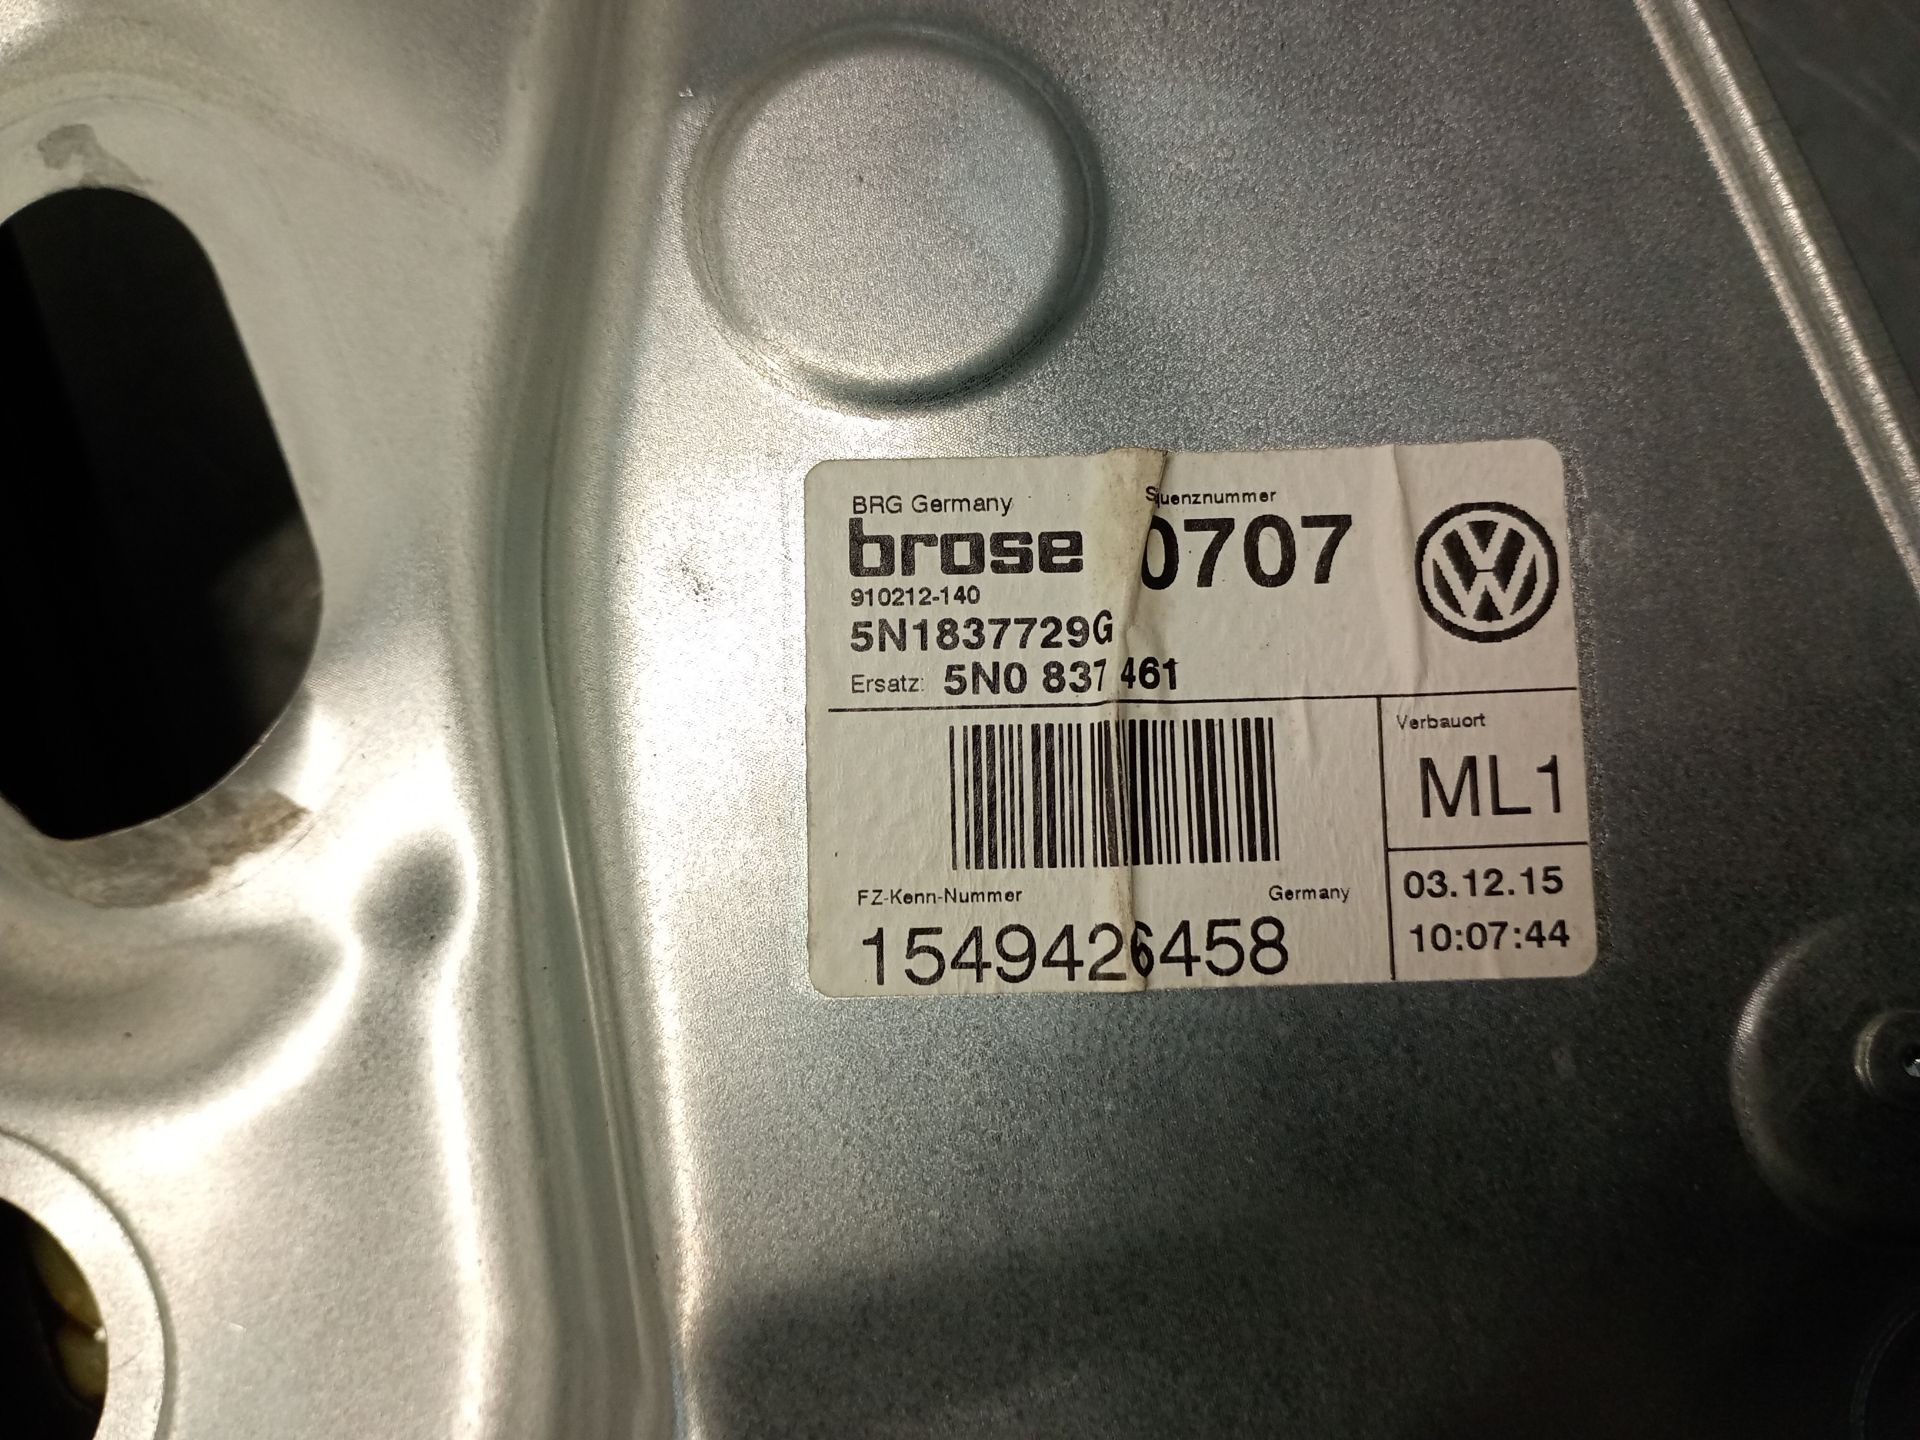 BRG Germany
brose
910212-140
5N1837729G
Ersatz: 5N0 837 461
0707
VW
Verbauort
ML1
FZ-Kenn-Nummer
Germany
1549426458
03.12.15
10:07:44